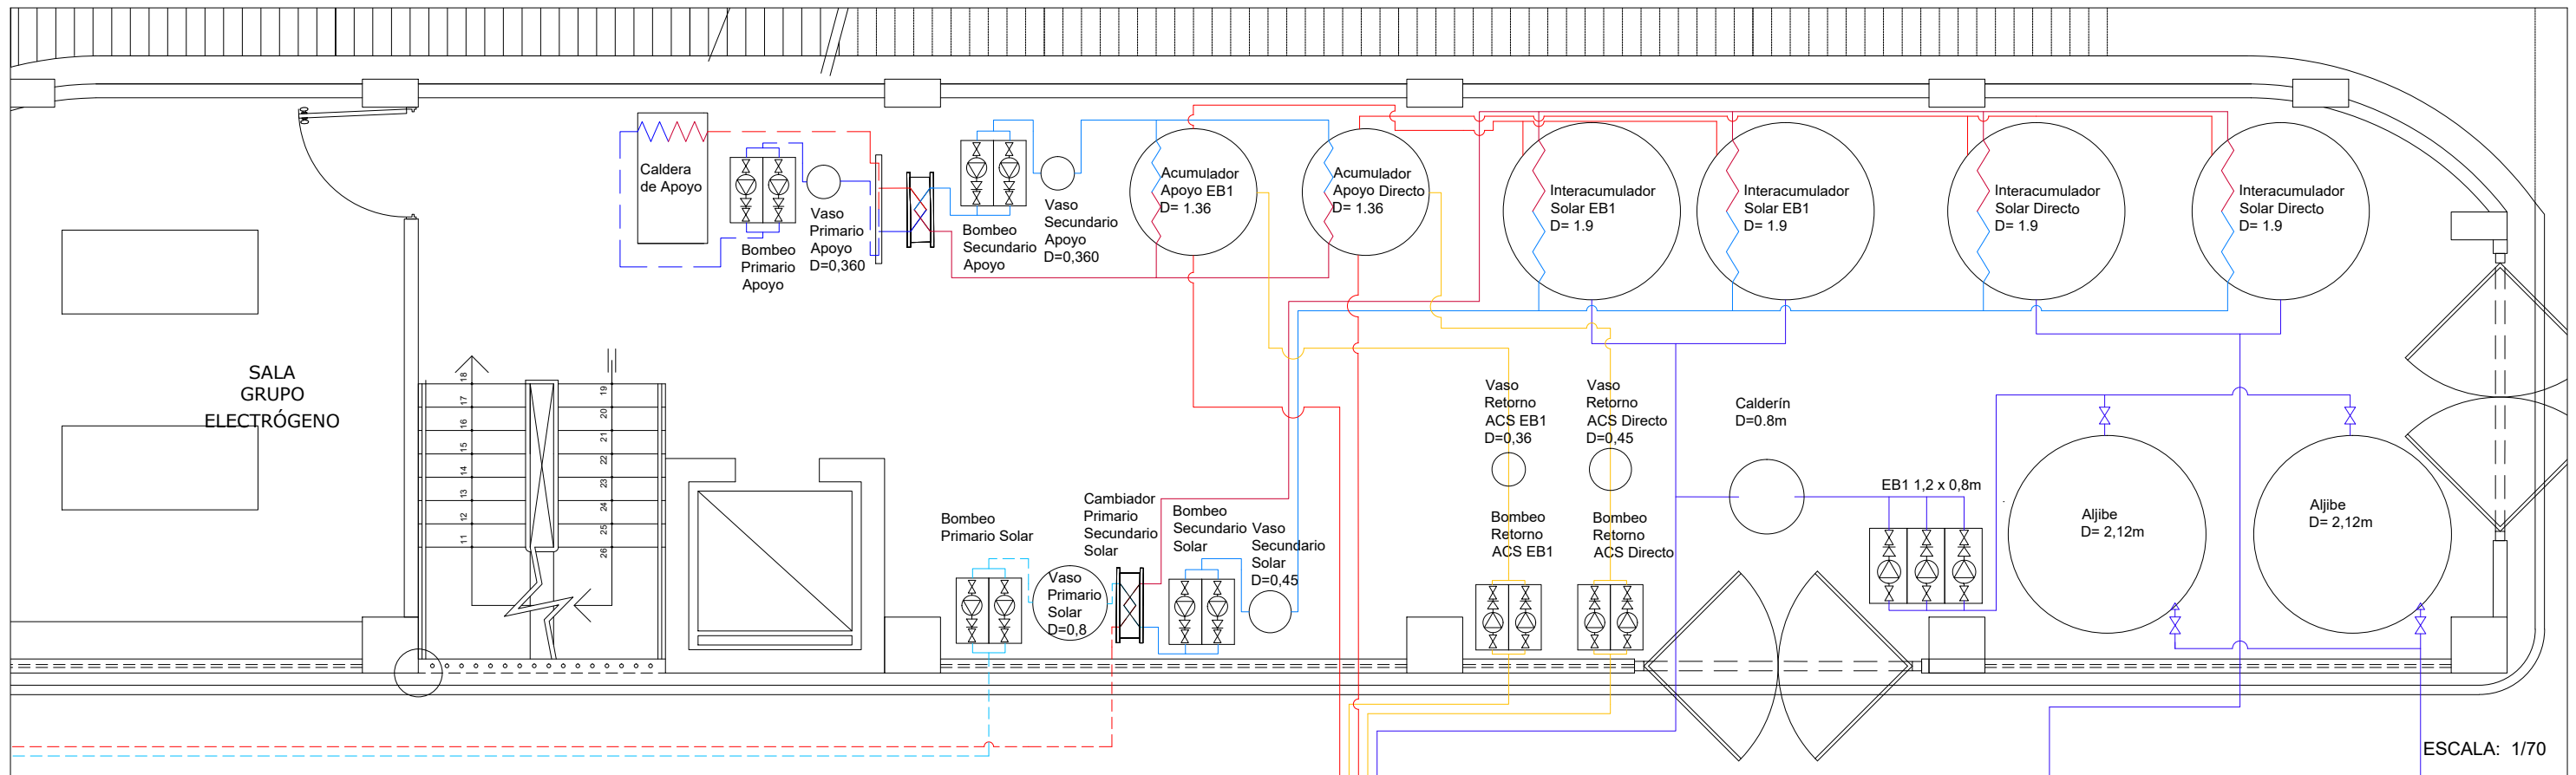 Caldera
de Apoyo
Bombeo
Primario
Apoyo
Vaso
Primario
Apoyo
D=0,360
Bombeo
Secundario
Apoyo
Vaso
Secundario
Apoyo
D=0,360
Acumulador
Apoyo EB1
D= 1.36
Acumulador
Apoyo Directo
D= 1.36
Interacumulador
Solar EB1
D= 1.9
Interacumulador
Solar EB1
D= 1.9
Interacumulador
Solar Directo
D= 1.9
Interacumulador
Solar Directo
D= 1.9
SALA
GRUPO
ELECTRÓGENO
18
17
16
15
14
13
12
11
19
20
21
22
23
24
25
26
Vaso
Retorno
ACS EB1
D=0,36
Vaso
Retorno
ACS Directo
D=0,45
Calderín
D=0.8m
EB1 1,2 x 0,8m
Aljibe
D= 2,12m
Aljibe
D= 2,12m
Bombeo
Primario Solar
Vaso
Primario
Solar
D=0,8
Cambiador
Primario
Secundario
Solar
Bombeo
Secundario
Solar
Vaso
Secundario
Solar
D=0,45
Bombeo
Retorno
ACS EB1
Bombeo
Retorno
ACS Directo
ESCALA: 1/70